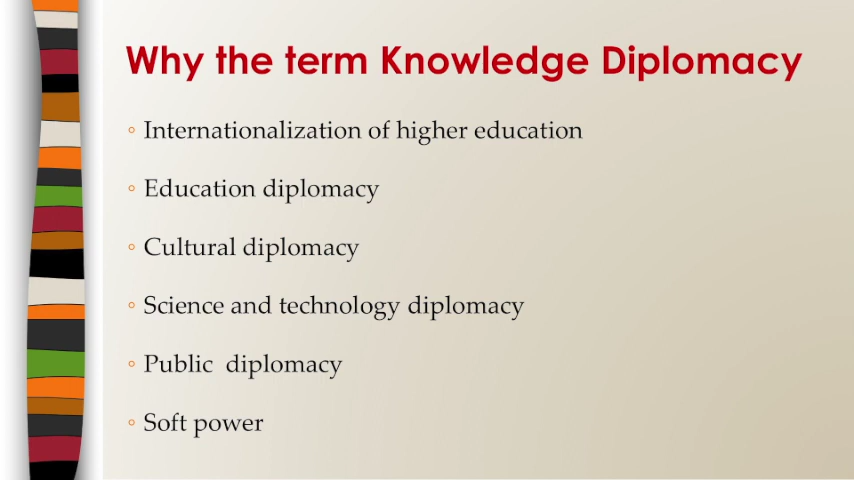 Why the term Knowledge Diplomacy
◦ Internationalization of higher education
◦ Education diplomacy
◦ Cultural diplomacy
◦ Science and technology diplomacy
◦ Public  diplomacy
◦ Soft power